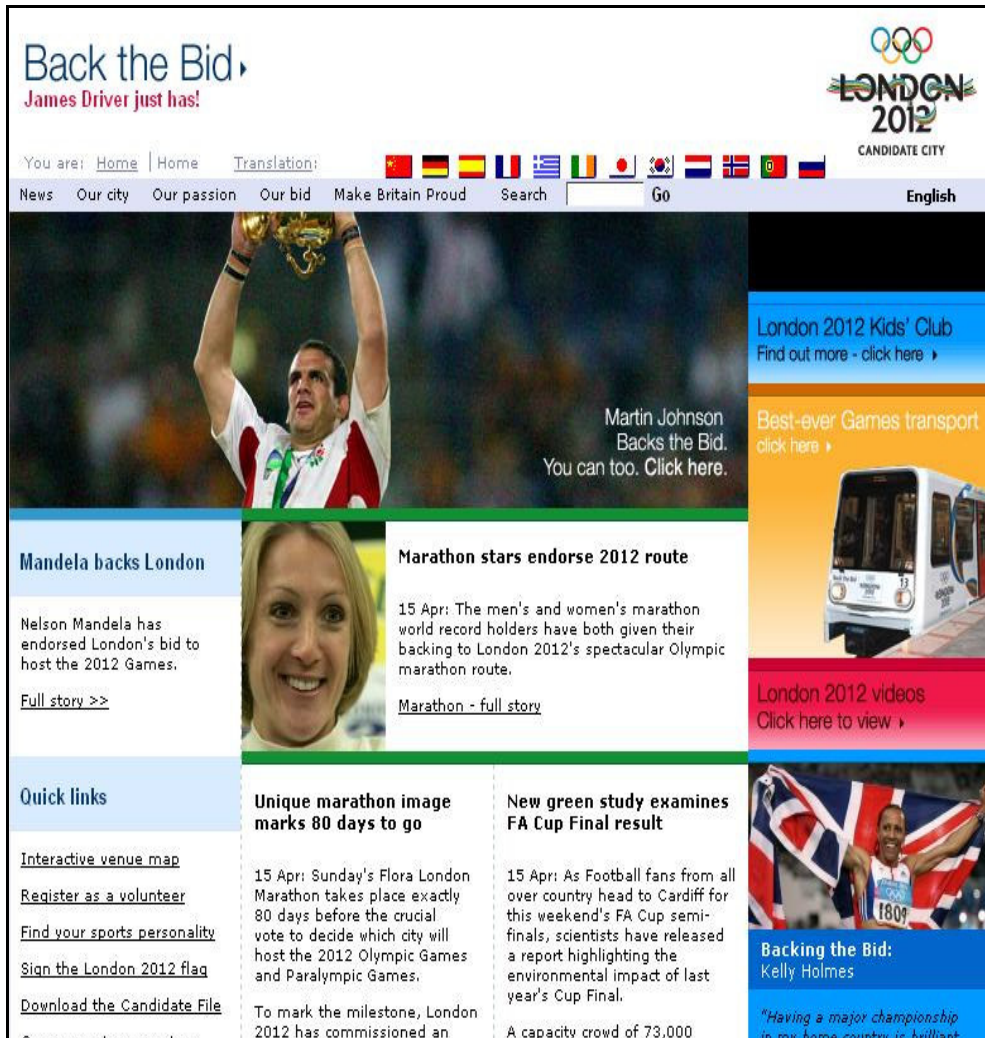 Back the Bid
James Driver just has!
LONDON
2012
CANDIDATE CITY
You are: Home | Home Translation:
News Our city Our passion Our bid Make Britain Proud Search Go English
Martin Johnson
Backs the Bid.
You can too. Click here.
London 2012 Kids' Club
Find out more - click here
Best-ever Games transport
click here
Back the Bid
13
London 2012 videos
Click here to view
Mandela backs London
Nelson Mandela has
endorsed London's bid to
host the 2012 Games.
Full story >>
Marathon stars endorse 2012 route
15 Apr: The men's and women's marathon
world record holders have both given their
backing to London 2012's spectacular Olympic
marathon route.
Marathon - full story
Quick links
Interactive venue map
Register as a volunteer
Find your sports personality
Sign the London 2012 flag
Download the Candidate File
Unique marathon image
marks 80 days to go
15 Apr: Sunday's Flora London
Marathon takes place exactly
80 days before the crucial
vote to decide which city will
host the 2012 Olympic Games
and Paralympic Games.
To mark the milestone, London
2012 has commissioned an
New green study examines
FA Cup Final result
15 Apr: As Football fans from all
over country head to Cardiff for
this weekend's FA Cup semi-
finals, scientists have released
a report highlighting the
environmental impact of last
year's Cup Final.
A capacity crowd of 73,000
1809
Backing the Bid:
Kelly Holmes
"Having a major championship
in my home country is brilliant